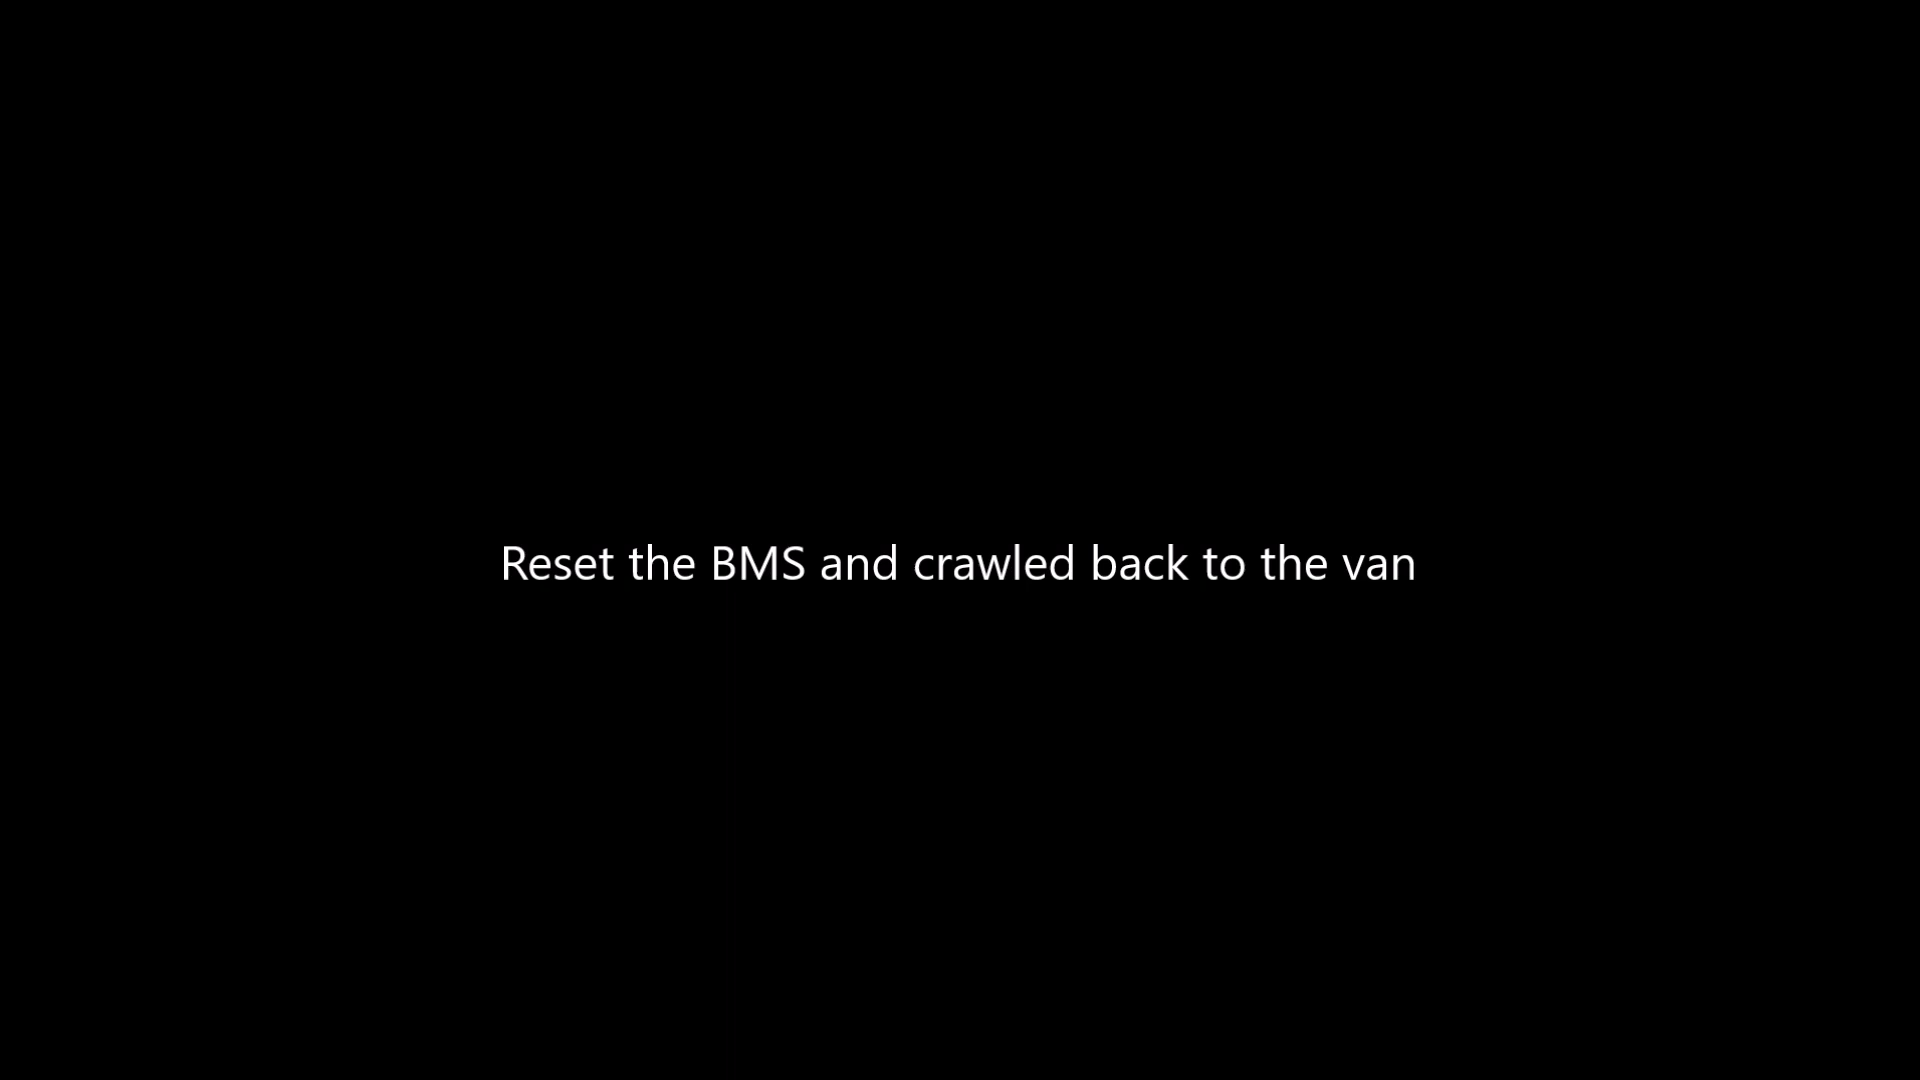 Reset the BMS and crawled back to the van